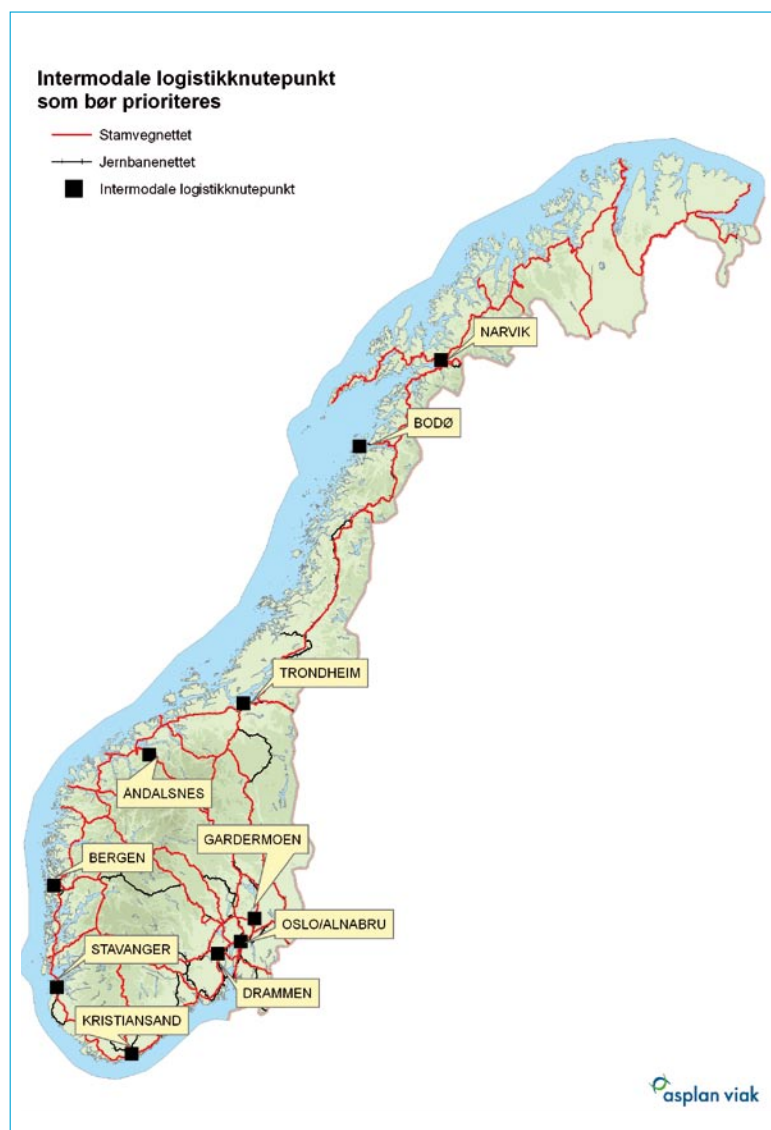 Intermodale logistikknutepunkt
som bør prioriteres
Stamvegnettet
Jernbanenettet
Intermodale logistikknutepunkt
NARVIK
BODØ
TRONDHEIM
ANDALSNES
GARDERMOEN
BERGEN
OSLO/ALNABRU
STAVANGER
DRAMMEN
KRISTIANSAND
asplan viak